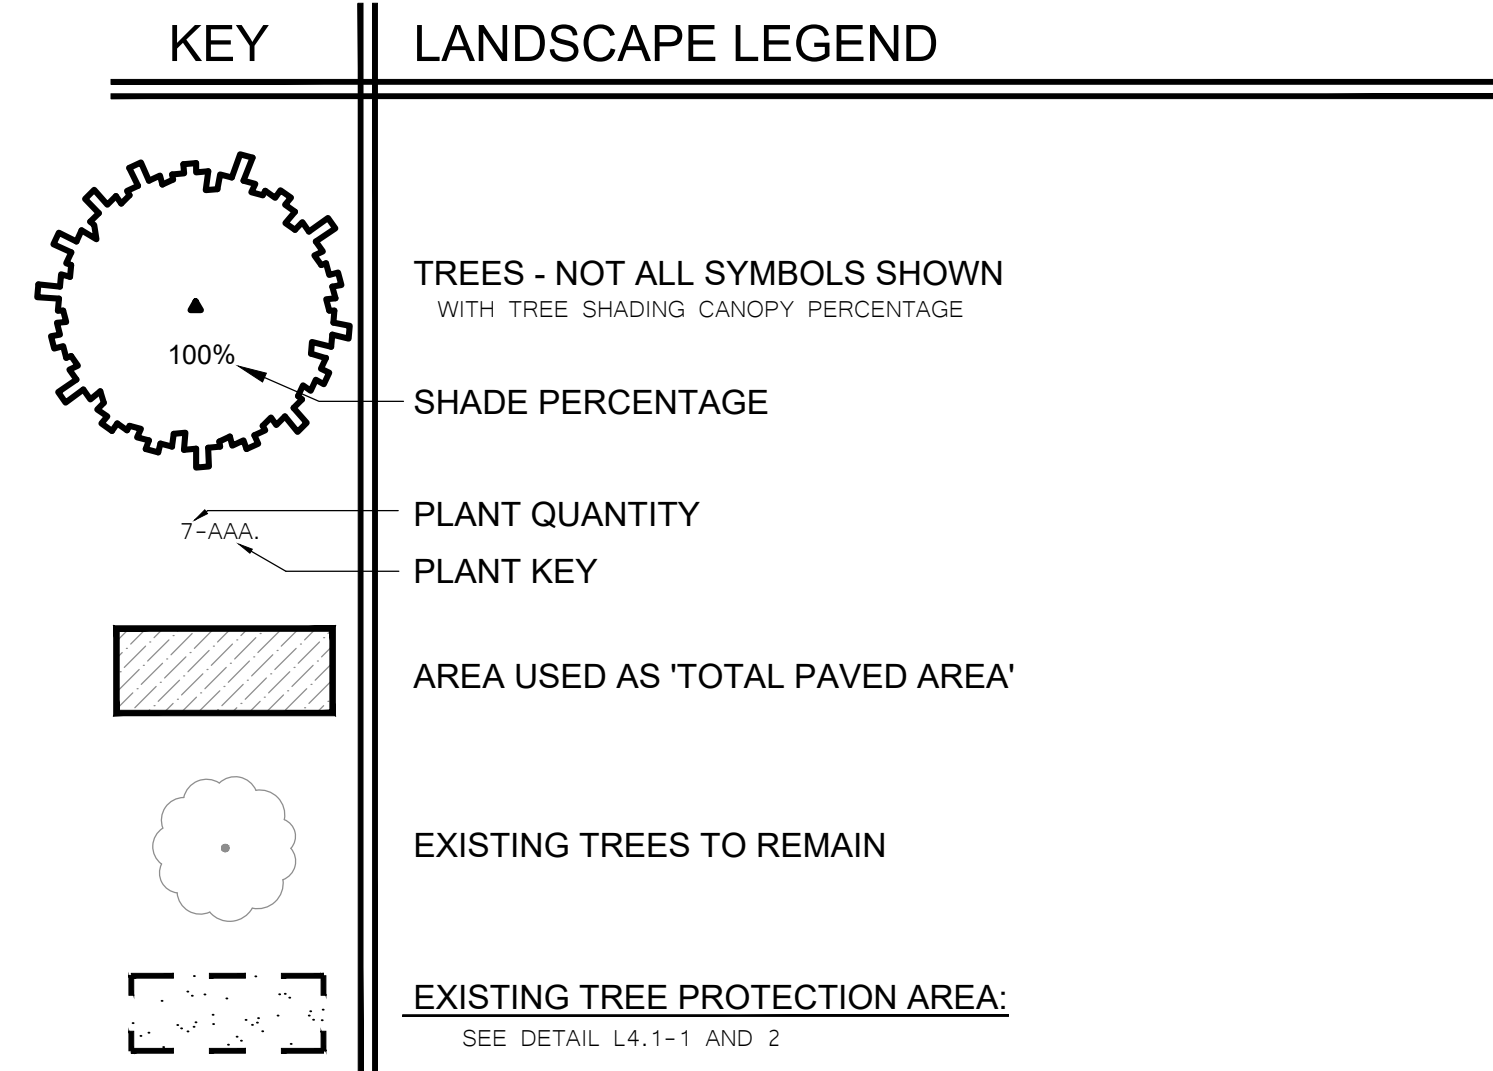 KEY
LANDSCAPE LEGEND
TREES - NOT ALL SYMBOLS SHOWN
WITH TREE SHADING CANOPY PERCENTAGE
100%
SHADE PERCENTAGE
PLANT QUANTITY
7-AAA.
PLANT KEY
AREA USED AS 'TOTAL PAVED AREA'
EXISTING TREES TO REMAIN
EXISTING TREE PROTECTION AREA:
SEE DETAIL L4.1-1 AND 2